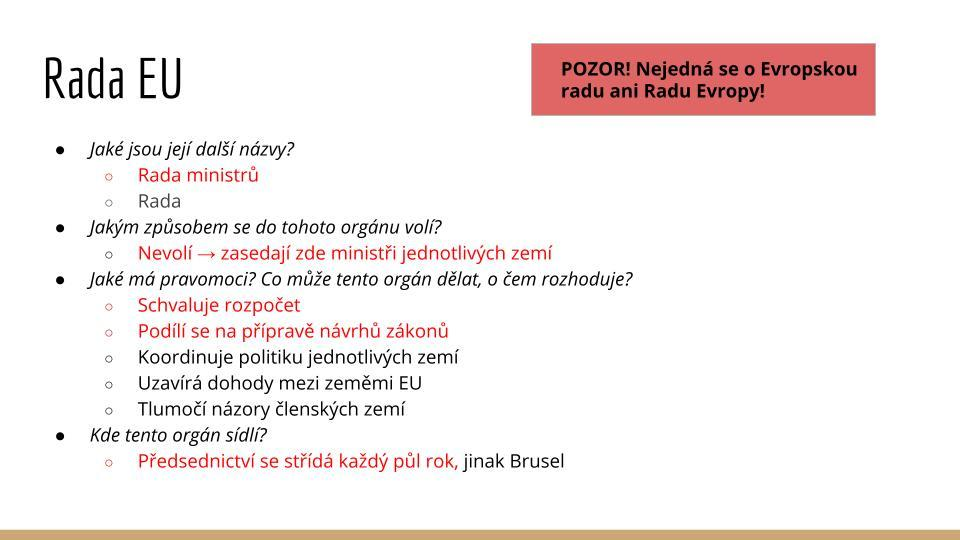 Rada EU
POZOR! Nejedná se o Evropskou
radu ani Radu Evropy!
● Jaké jsou její další názvy?
○ Rada ministrů
○ Rada
● Jakým způsobem se do tohoto orgánu volí?
○ Nevolí → zasedají zde ministři jednotlivých zemí
● Jaké má pravomoci? Co může tento orgán dělat, o čem rozhoduje?
○ Schvaluje rozpočet
○ Podílí se na přípravě návrhů zákonů
○ Koordinuje politiku jednotlivých zemí
○ Uzavírá dohody mezi zeměmi EU
○ Tlumočí názory členských zemí
● Kde tento orgán sídlí?
○ Předsednictví se střídá každý půl rok, jinak Brusel